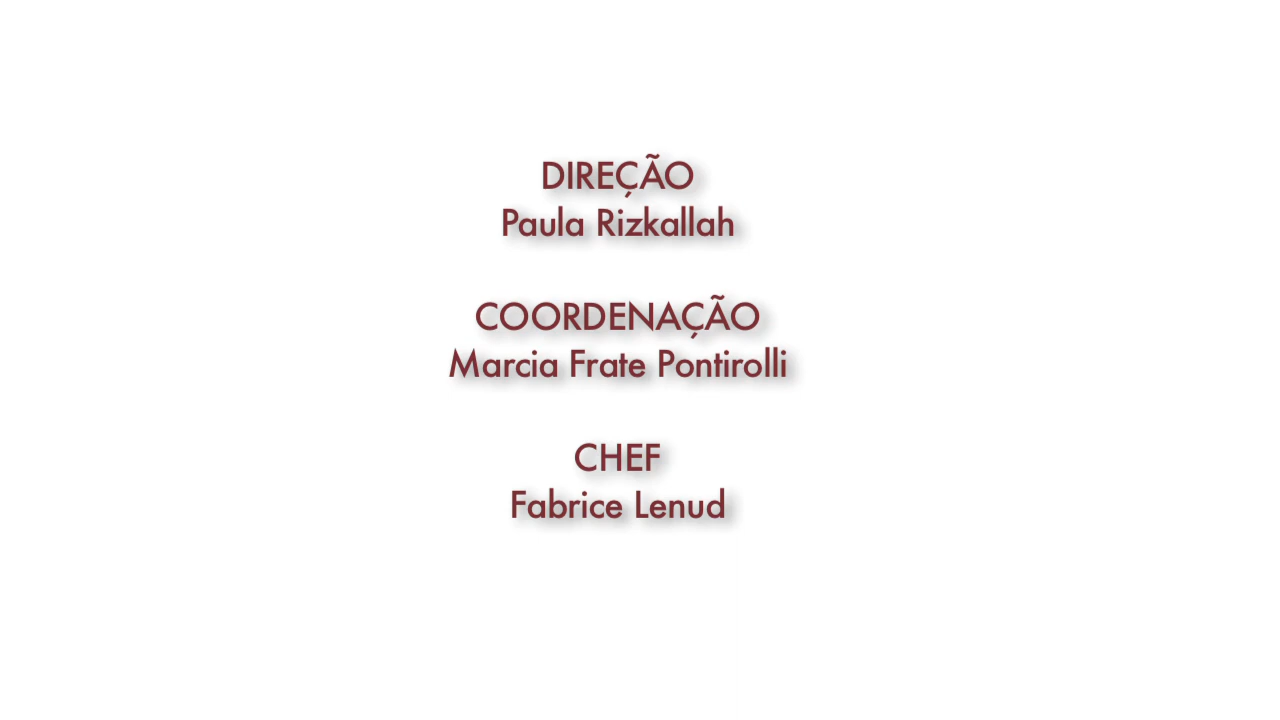 DIREÇÃO
Paula Rizkallah
COORDENAÇÃO
Marcia Frate Pontirolli
CHEF
Fabrice Lenud